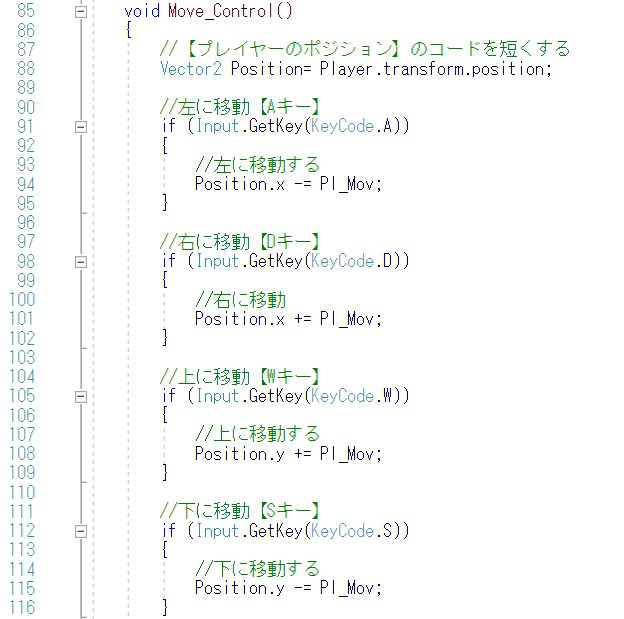 85 void Move_Control()
86 {
87 //【プレイヤーのポジション】のコードを短くする
88 Vector2 Position= Player.transform.position;
89
90 //左に移動【Aキー】
91 if (Input.GetKey(KeyCode.A))
92 {
93 //左に移動する
94 Position.x -= Pl_Mov;
95 }
96
97 //右に移動【Dキー】
98 if (Input.GetKey(KeyCode.D))
99 {
100 //右に移動
101 Position.x += Pl_Mov;
102 }
103
104 //上に移動【Wキー】
105 if (Input.GetKey(KeyCode.W))
106 {
107 //上に移動する
108 Position.y += Pl_Mov;
109 }
110
111 //下に移動【Sキー】
112 if (Input.GetKey(KeyCode.S))
113 {
114 //下に移動する
115 Position.y -= Pl_Mov;
116 }